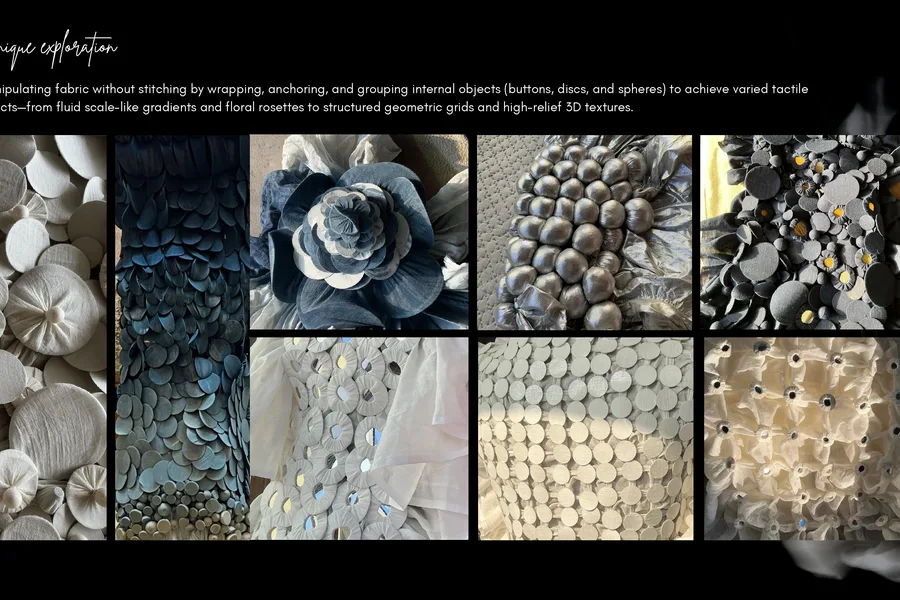 nique exploration
nipulating fabric without stitching by wrapping, anchoring, and grouping internal objects (buttons, discs, and spheres) to achieve varied tactile
cts—from fluid scale-like gradients and floral rosettes to structured geometric grids and high-relief 3D textures.